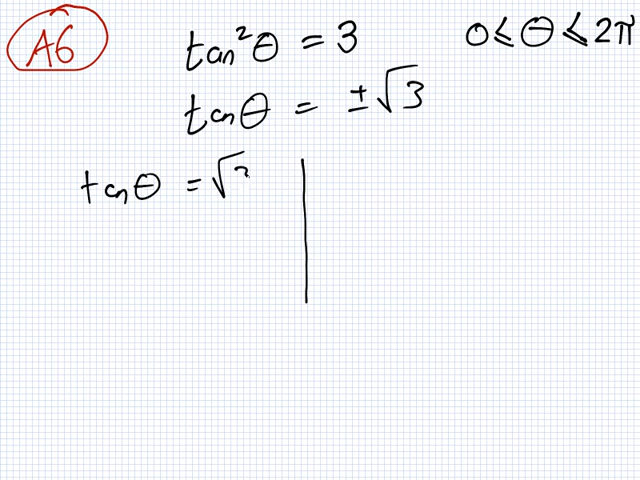 A6
tan²θ = 3 0 ≤ θ ≤ 2π
tanθ = ±√3
tanθ = √3